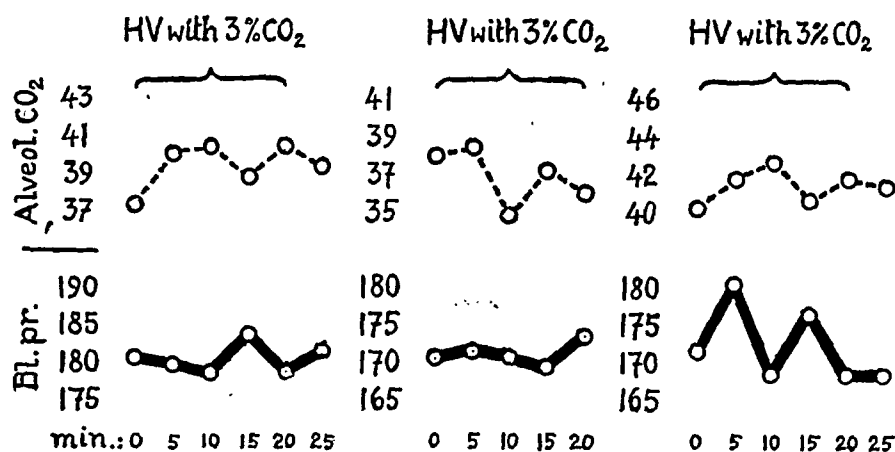 HV with 3% CO₂ HV with 3% CO₂ HV with 3% CO₂
Alveol. CO₂
43 41 46
41 39 44
39 37 42
37 35 40
Bl. pr.
190 180 180
185 175 175
180 170 170
175 165 165
min.: 0 5 10 15 20 25 0 5 10 15 20 0 5 10 15 20 25